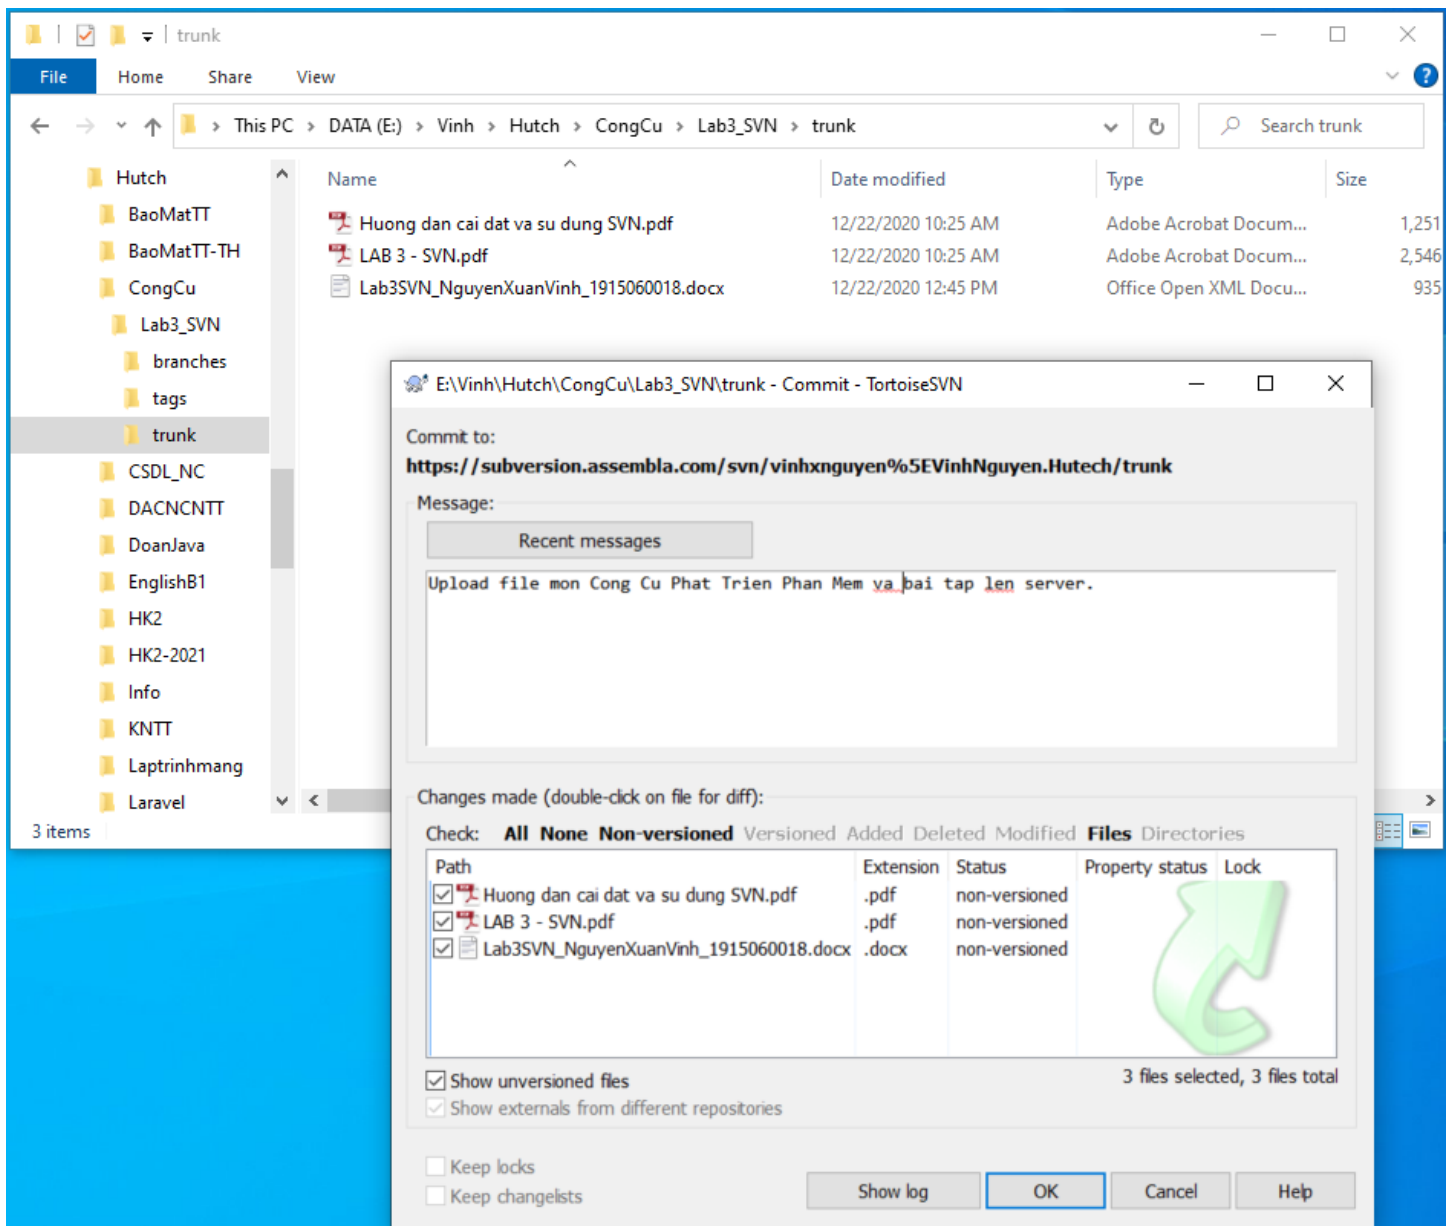 trunk
File Home Share View
This PC > DATA (E:) > Vinh > Hutch > CongCu > Lab3_SVN > trunk
Search trunk
Name Date modified Type Size
Huong dan cai dat va su dung SVN.pdf 12/22/2020 10:25 AM Adobe Acrobat Docum... 1,251
LAB 3 - SVN.pdf 12/22/2020 10:25 AM Adobe Acrobat Docum... 2,546
Lab3SVN_NguyenXuanVinh_1915060018.docx 12/22/2020 12:45 PM Office Open XML Docu... 935
Hutch
BaoMatTT
BaoMatTT-TH
CongCu
Lab3_SVN
branches
tags
trunk
CSDL_NC
DACNCNTT
DoanJava
EnglishB1
HK2
HK2-2021
Info
KNTT
Laptrinhmang
Laravel
3 items
E:\Vinh\Hutch\CongCu\Lab3_SVN\trunk - Commit - TortoiseSVN
Commit to:
https://subversion.assembla.com/svn/vinhxnguyen%5EVinhNguyen.Hutech/trunk
Message:
Recent messages
Upload file mon Cong Cu Phat Trien Phan Mem va bai tap len server.
Changes made (double-click on file for diff):
Check: All None Non-versioned Versioned Added Deleted Modified Files Directories
Path Extension Status Property status Lock
Huong dan cai dat va su dung SVN.pdf .pdf non-versioned
LAB 3 - SVN.pdf .pdf non-versioned
Lab3SVN_NguyenXuanVinh_1915060018.docx .docx non-versioned
Show unversioned files
3 files selected, 3 files total
Show externals from different repositories
Keep locks
Keep changelists
Show log OK Cancel Help